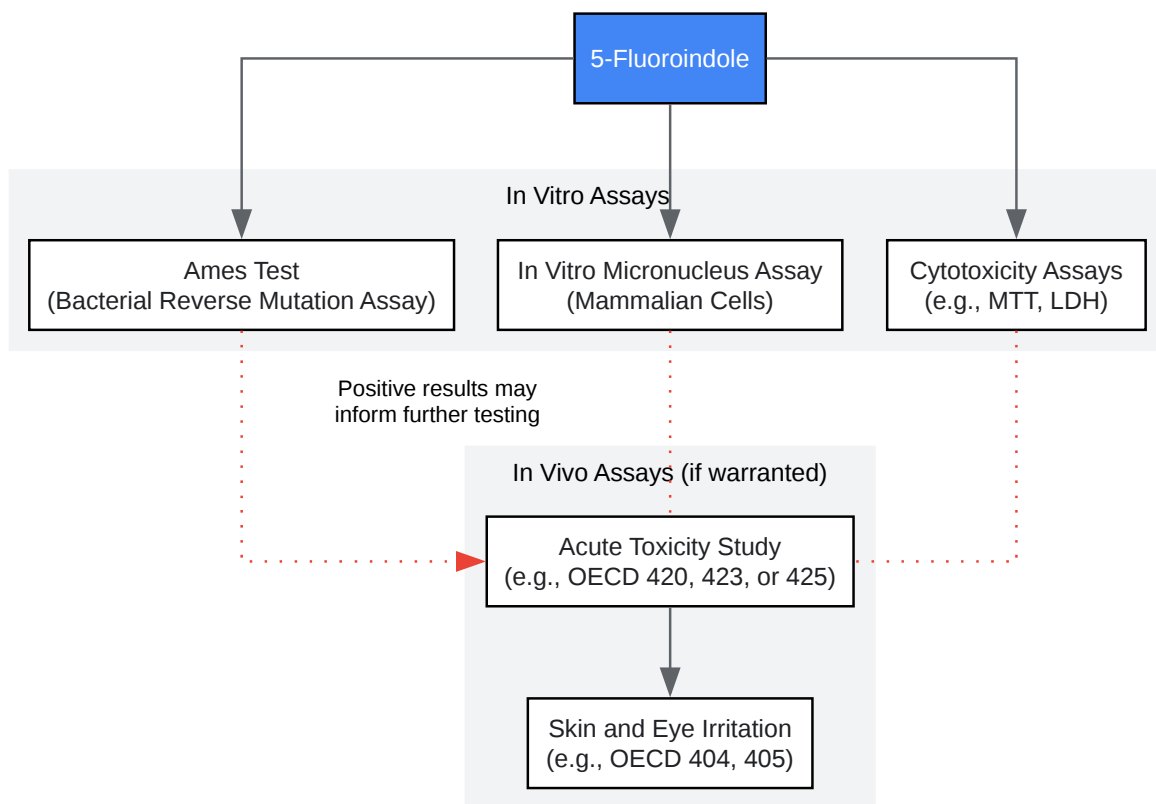 5-Fluoroindole
In Vitro Assays
Ames Test
(Bacterial Reverse Mutation Assay)
In Vitro Micronucleus Assay
(Mammalian Cells)
Cytotoxicity Assays
(e.g., MTT, LDH)
Positive results may
inform further testing
In Vivo Assays (if warranted)
Acute Toxicity Study
(e.g., OECD 420, 423, or 425)
Skin and Eye Irritation
(e.g., OECD 404, 405)